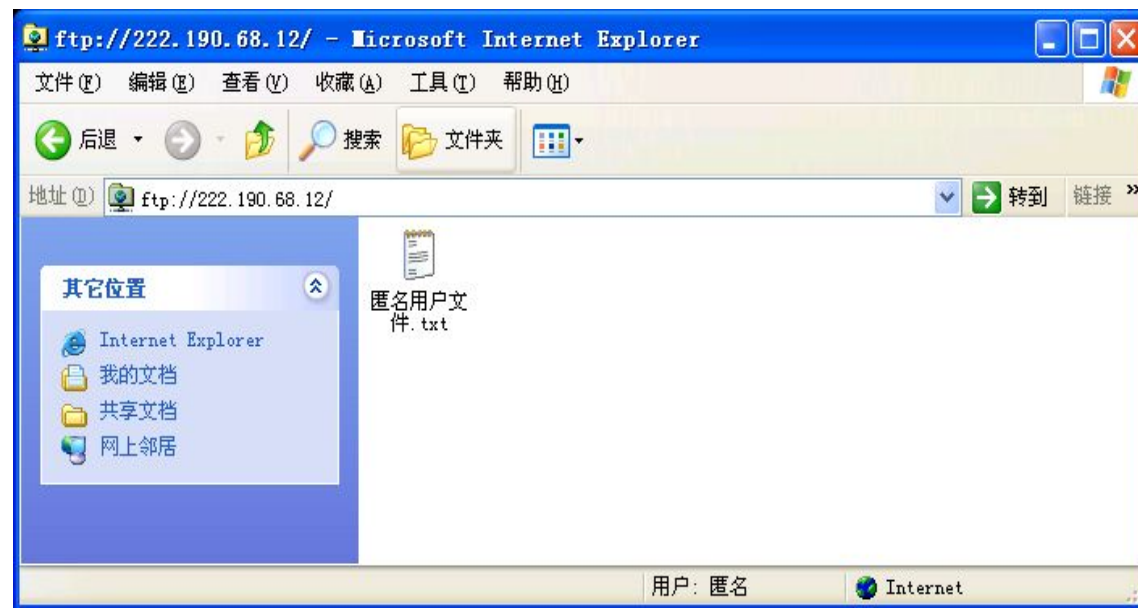 ftp://222.190.68.12/ - Microsoft Internet Explorer
文件(F) 编辑(E) 查看(V) 收藏(A) 工具(T) 帮助(H)
后退 搜索 文件夹
地址(D) ftp://222.190.68.12/ 转到 链接 »
其它位置
Internet Explorer
我的文档
共享文档
网上邻居
匿名用户文
件.txt
用户: 匿名 Internet